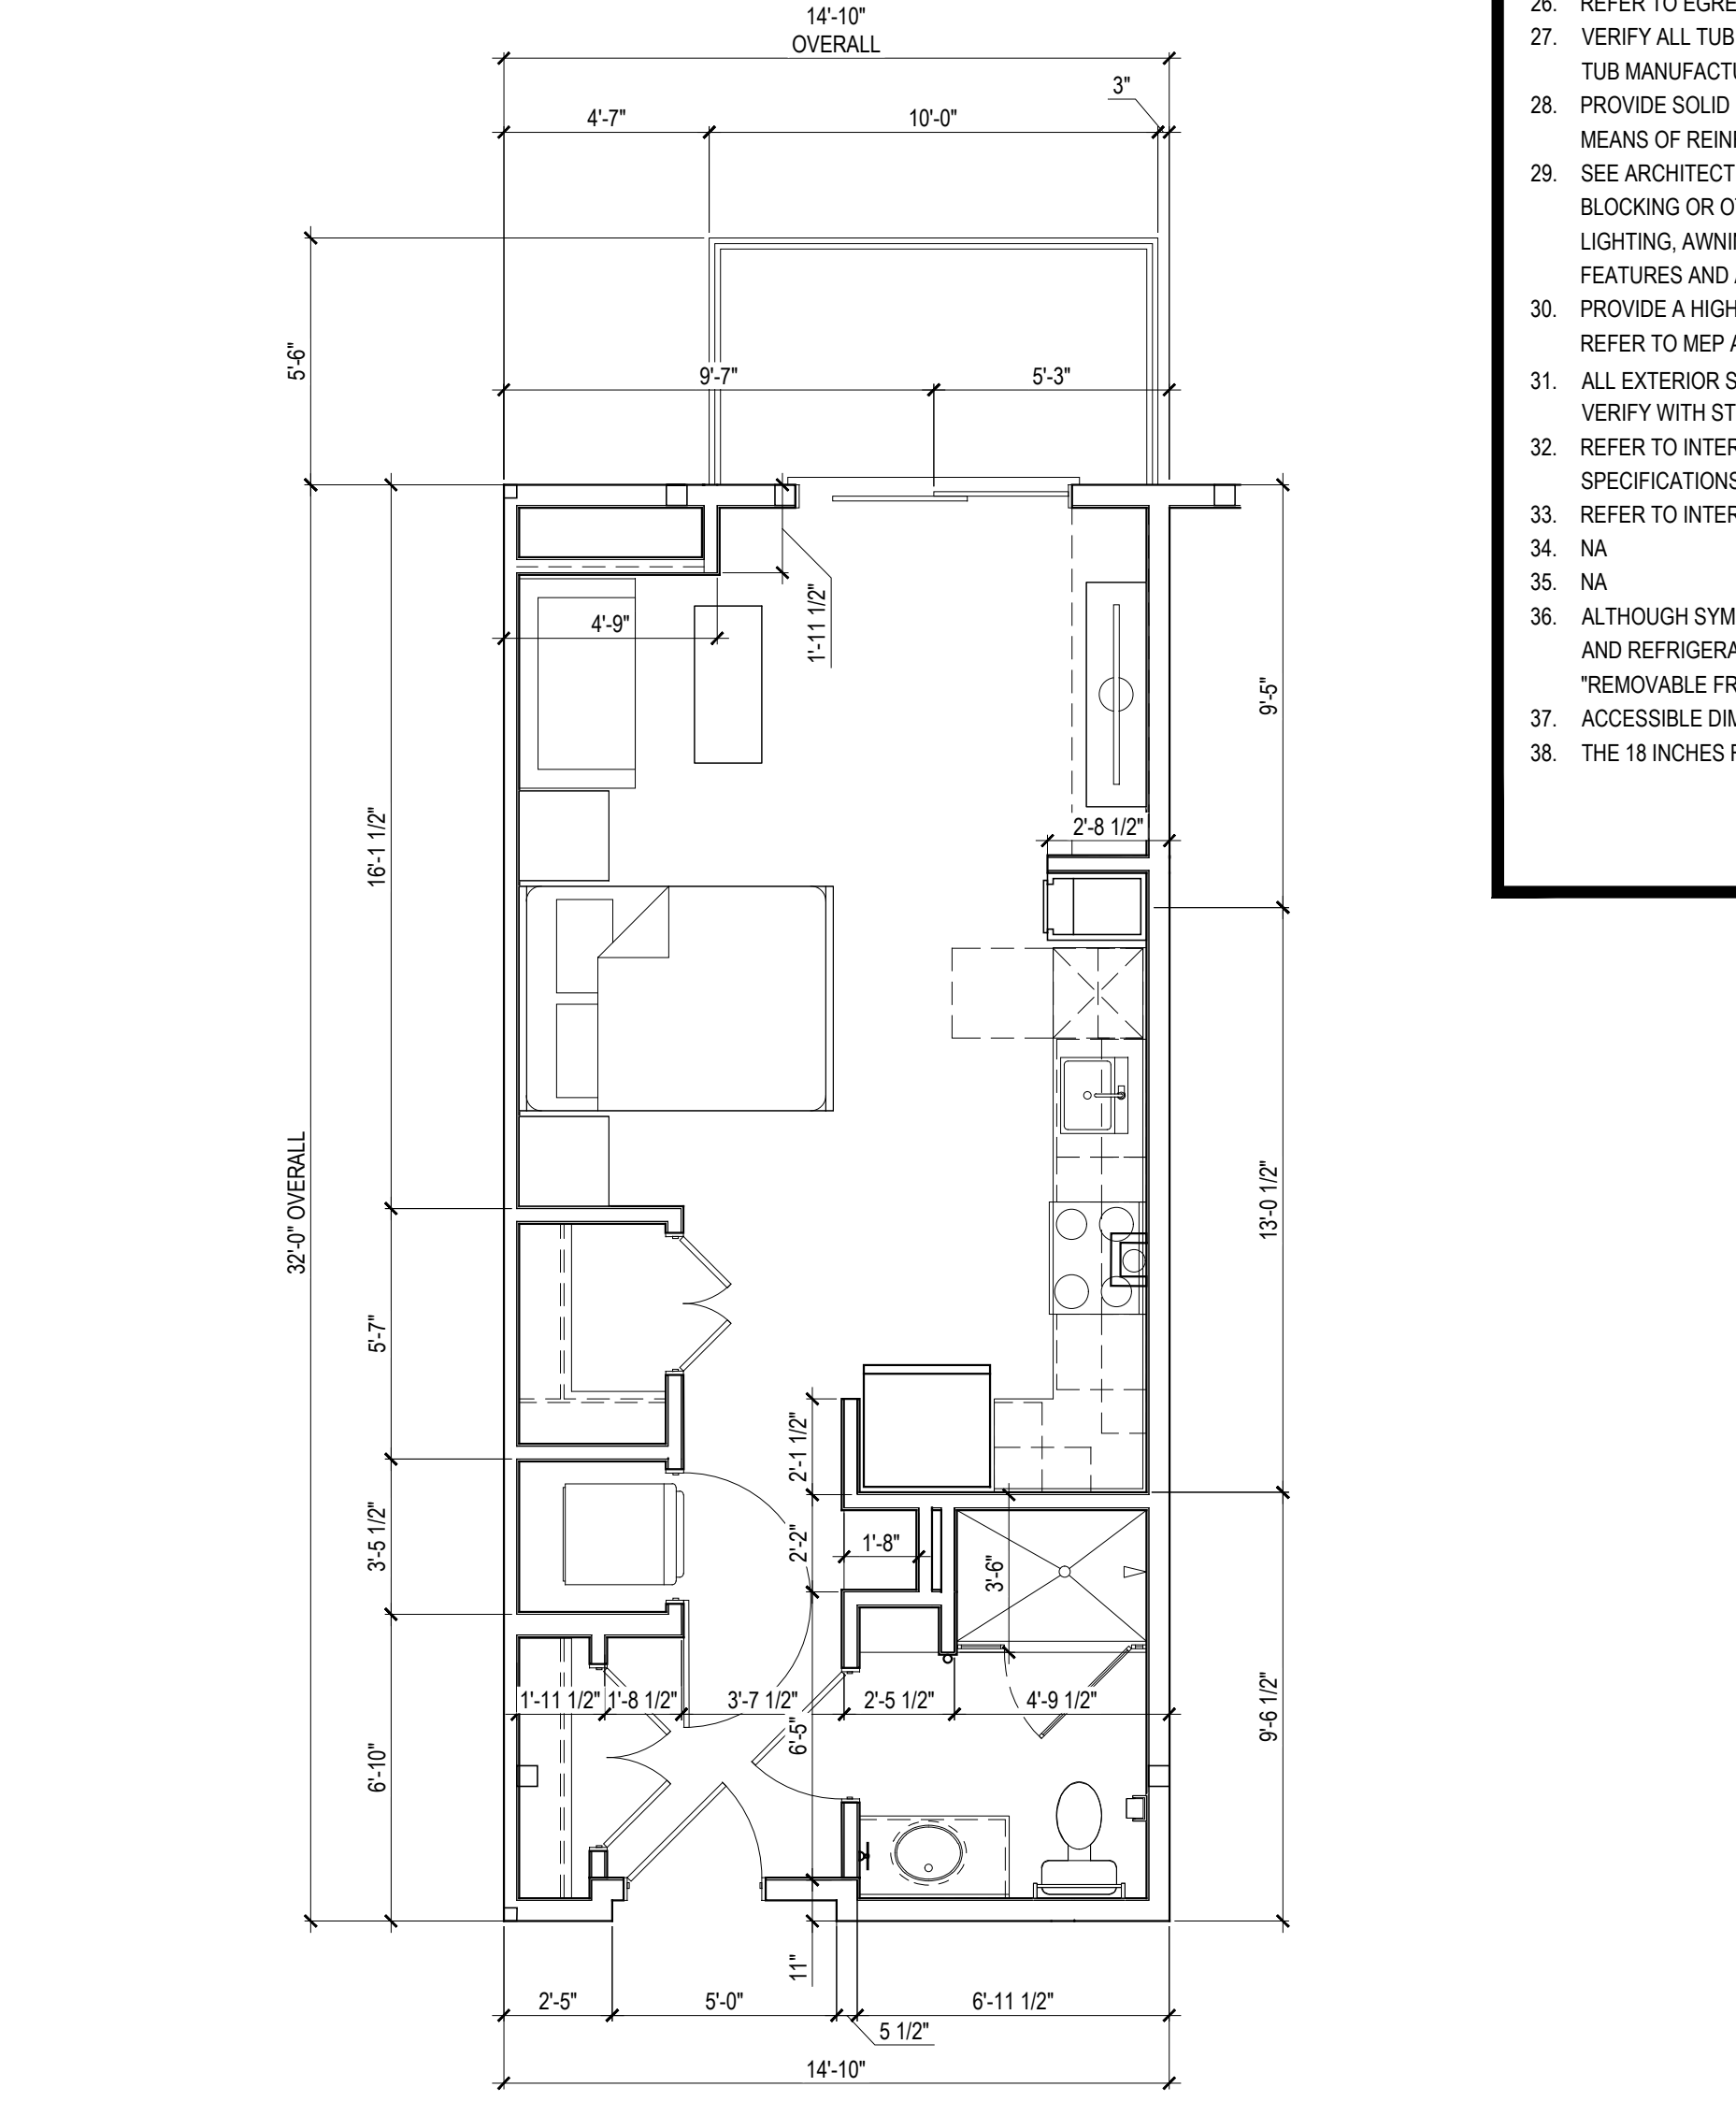 14'-10"
OVERALL
3"
4'-7"
10'-0"
5'-6"
9'-7"
5'-3"
4'-9"
1'-11 1/2"
9'-5"
2'-8 1/2"
16'-1 1/2"
32'-0" OVERALL
13'-0 1/2"
5'-7"
2'-1 1/2"
3'-5 1/2"
2'-2"
1'-8"
3'-6"
1'-11 1/2"
1'-8 1/2"
3'-7 1/2"
2'-5 1/2"
4'-9 1/2"
6'-5"
9'-6 1/2"
6'-10"
11"
2'-5"
5'-0"
6'-11 1/2"
5 1/2"
14'-10"
26. REFER TO EGRE
27. VERIFY ALL TUB
TUB MANUFACTU
28. PROVIDE SOLID
MEANS OF REIN
29. SEE ARCHITECT
BLOCKING OR O
LIGHTING, AWNI
FEATURES AND
30. PROVIDE A HIGH
REFER TO MEP A
31. ALL EXTERIOR S
VERIFY WITH ST
32. REFER TO INTER
SPECIFICATIONS
33. REFER TO INTER
34. NA
35. NA
36. ALTHOUGH SYM
AND REFRIGERA
"REMOVABLE FR
37. ACCESSIBLE DIM
38. THE 18 INCHES